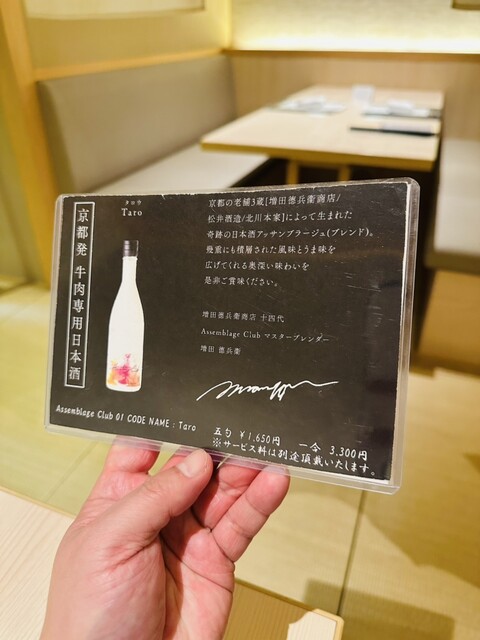 京都発 牛肉専用日本酒
タロウ
Taro
京都の老舗3蔵[増田德兵衛商店/
松井酒造/北川本家]によって生まれた
奇跡の日本酒アッサンブラージュ(ブレンド)。
幾重にも積層された風味とうま味を
広げてくれる奥深い味わいを
是非ご賞味ください。
増田德兵衛商店 十四代
Assemblage Club マスターブレンダー
増田 德兵衛
Assemblage Club 01 CODE NAME : Taro
五勺 ¥1,650円 一合 3,300円
※サービス料は別途頂戴いたします。